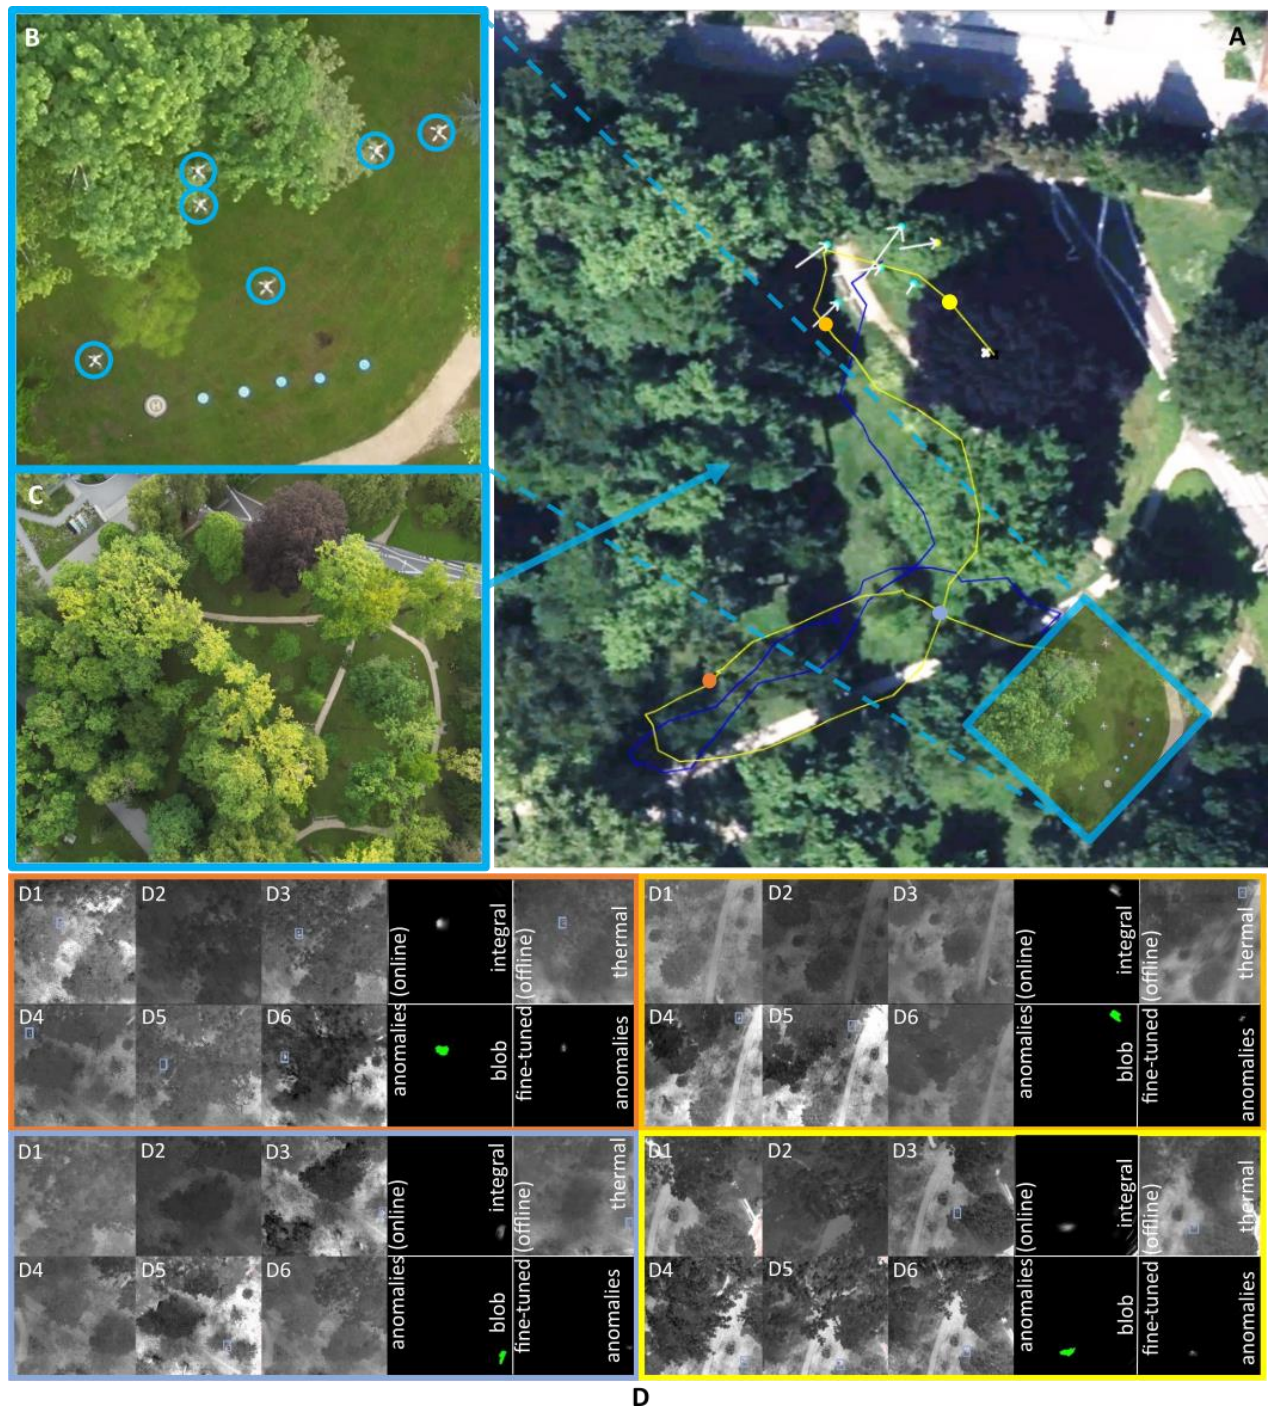 B
A
C
D1 D2 D3
D4 D5 D6
anomalies (online)
integral
blob
fine-tuned (offline)
thermal
anomalies
D1 D2 D3
D4 D5 D6
anomalies (online)
integral
blob
fine-tuned (offline)
thermal
anomalies
D1 D2 D3
D4 D5 D6
anomalies (online)
integral
blob
fine-tuned (offline)
thermal
anomalies
D1 D2 D3
D4 D5 D6
anomalies (online)
integral
blob
fine-tuned (offline)
thermal
anomalies
H
D